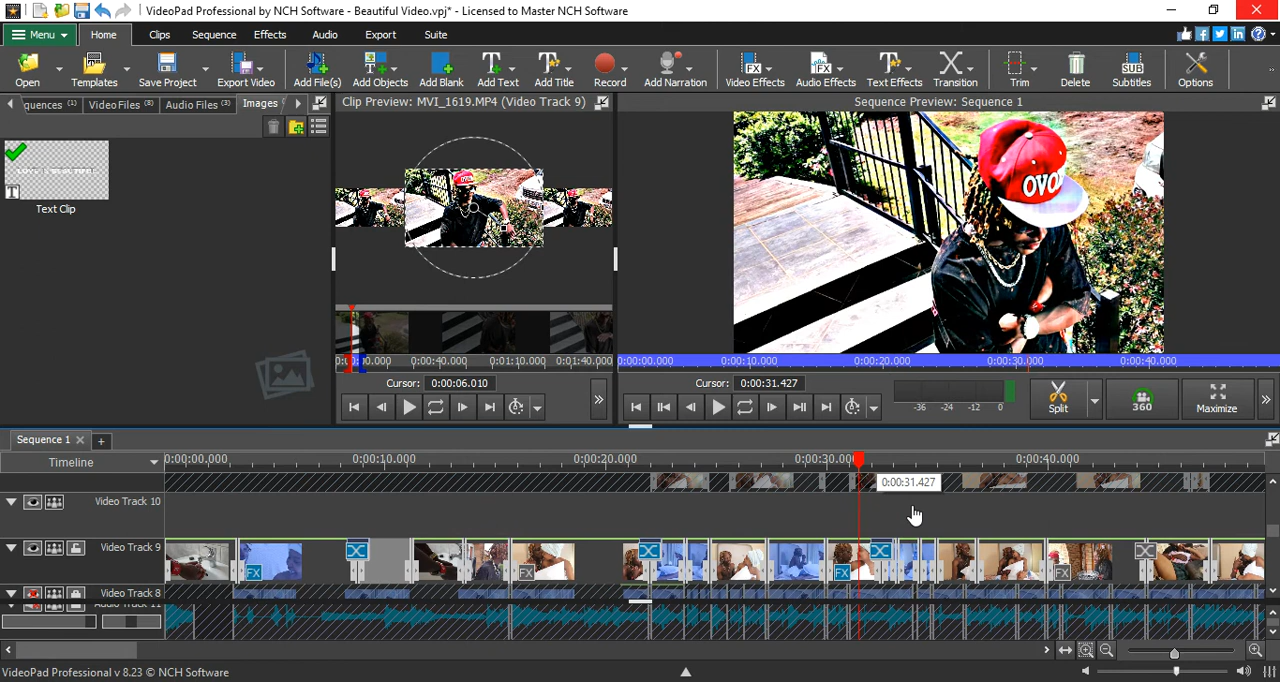 VideoPad Professional by NCH Software - Beautiful Video.vpj* - Licensed to Master NCH Software
Menu Home Clips Sequence Effects Audio Export Suite
Open Templates Save Project Export Video Add File(s) Add Objects Add Blank Add Text Add Title Record Add Narration Video Effects Audio Effects Text Effects Transition Trim Delete Subtitles Options
FX FX SUB
quences (1) Video Files (8) Audio Files (3) Images
Clip Preview: MVI_1619.MP4 (Video Track 9)
Sequence Preview: Sequence 1
T
Text Clip
OVO
0:00:40.000 0:01:10.000 0:01:40.000
0:00:00.000 0:00:10.000 0:00:20.000 0:00:30.000 0:00:40.000
Cursor: 0:00:06.010
Cursor: 0:00:31.427
-36 -24 -12 0
Split 360 Maximize
Sequence 1
Timeline
0:00:00.000 0:00:10.000 0:00:20.000 0:00:30.000 0:00:40.000
0:00:31.427
Video Track 10
Video Track 9
FX FX FX FX
Video Track 8
VideoPad Professional v 8.23 © NCH Software